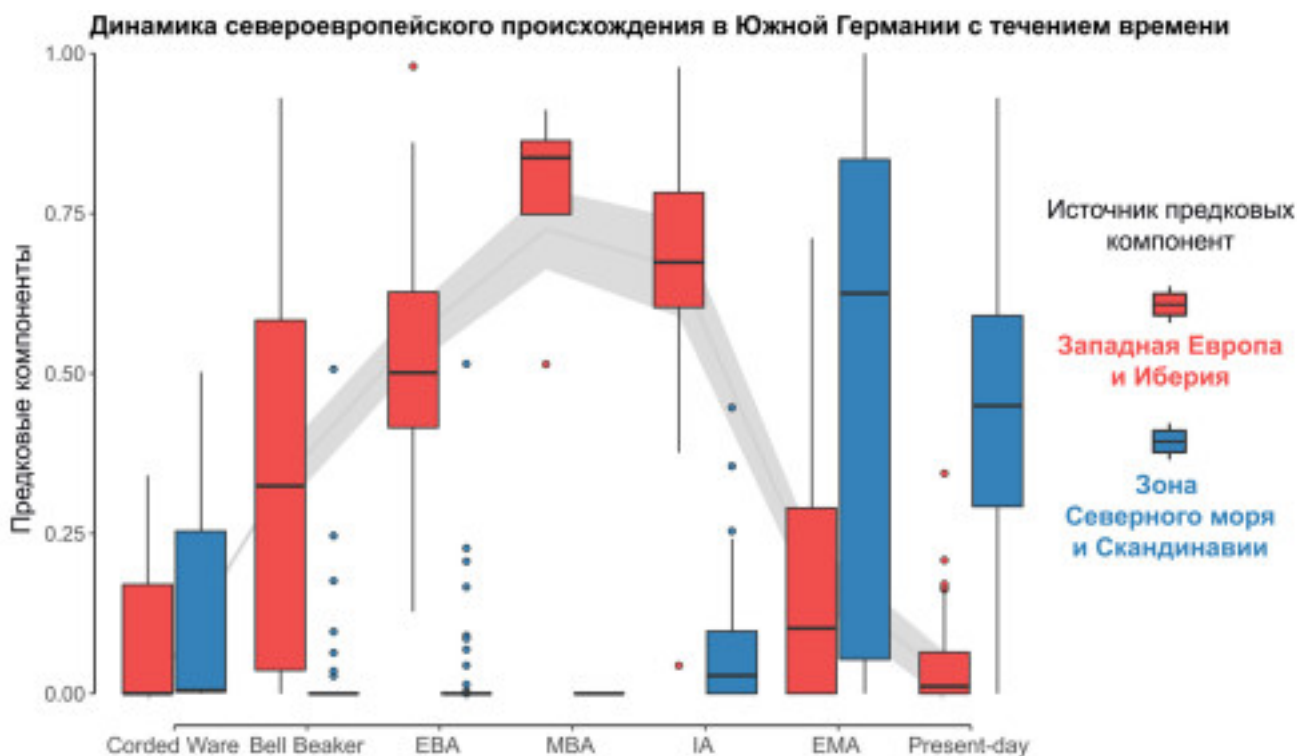 Динамика североевропейского происхождения в Южной Германии с течением времени
Предковые компоненты
1.00
0.75
0.50
0.25
0.00
Corded Ware
Bell Beaker
EBA
MBA
IA
EMA
Present-day
Источник предковых
компонент
Западная Европа
и Иберия
Зона
Северного моря
и Скандинавии